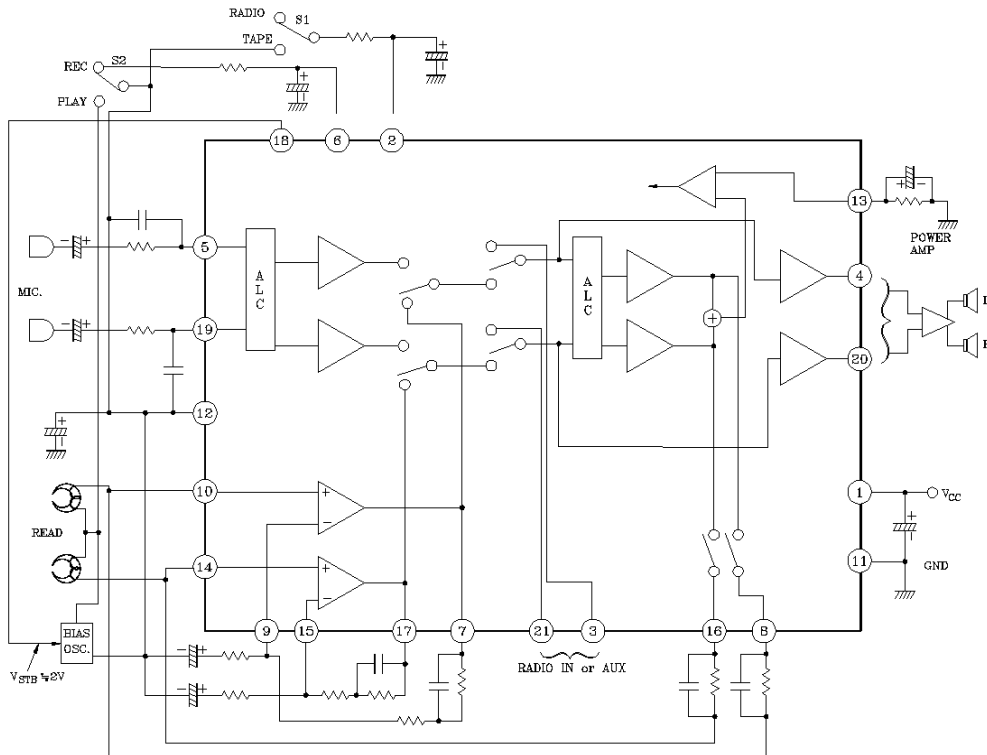 RADIO
S1
TAPE
REC
S2
PLAY
+
-
+
-
18
6
2
13
+ -
POWER
AMP
- +
5
MIC.
ALC
ALC
4
- +
19
+
20
12
+
-
10
+
-
READ
1
VCC
+
-
14
+
-
11
GND
BIAS
OSC.
9
15
17
7
21
3
16
8
RADIO IN or AUX
VSTB ≒2V
- +
- +